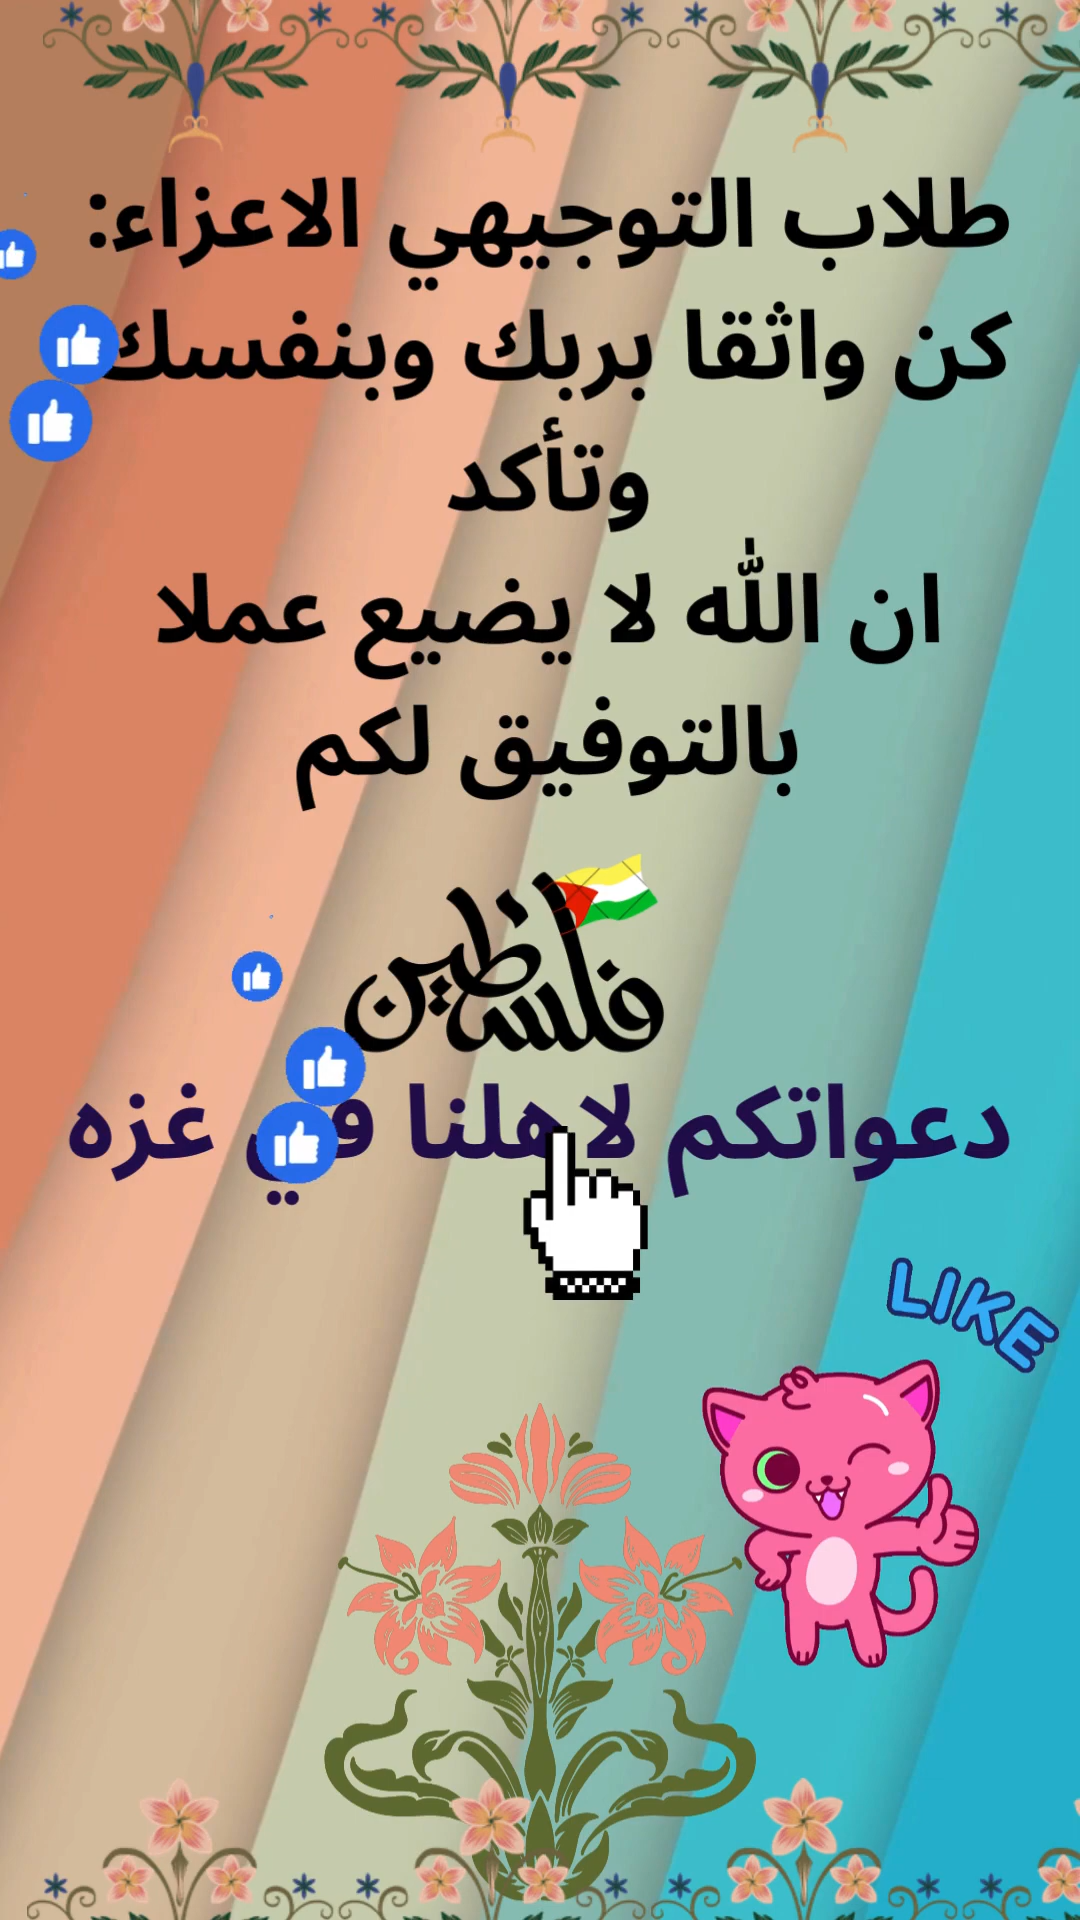 طلاب التوجيهي الاعزاء:
كن واثقا بربك وبنفسك
وتأكد
ان الله لا يضيع عملا
بالتوفيق لكم
فلسطين
دعواتكم لاهلنا في غزه
LIKE